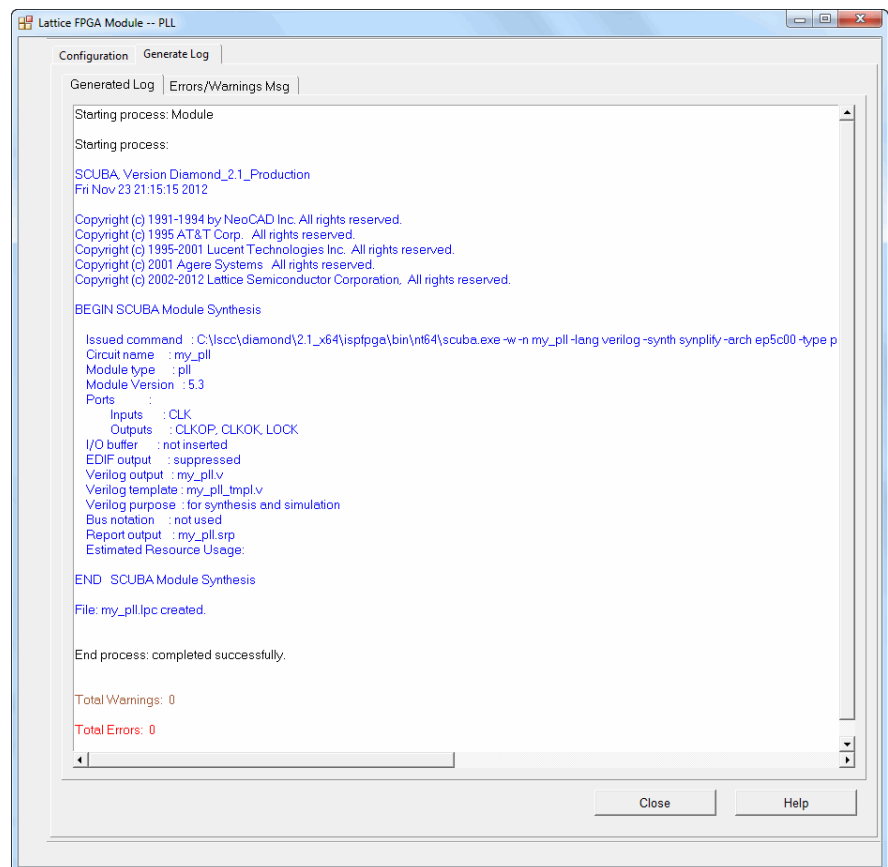 Lattice FPGA Module -- PLL
Configuration Generate Log
Generated Log Errors/Warnings Msg
Starting process: Module
Starting process:
SCUBA, Version Diamond_2.1_Production
Fri Nov 23 21:15:15 2012
Copyright (c) 1991-1994 by NeoCAD Inc. All rights reserved.
Copyright (c) 1995 AT&T Corp. All rights reserved.
Copyright (c) 1995-2001 Lucent Technologies Inc. All rights reserved.
Copyright (c) 2001 Agere Systems All rights reserved.
Copyright (c) 2002-2012 Lattice Semiconductor Corporation, All rights reserved.
BEGIN SCUBA Module Synthesis
Issued command : C:\lscc\diamond\2.1_x64\ispfpga\bin\nt64\scuba.exe -w -n my_pll -lang verilog -synth synplify -arch ep5c00 -type p
Circuit name : my_pll
Module type : pll
Module Version : 5.3
Ports :
Inputs : CLK
Outputs : CLKOP, CLKOK, LOCK
I/O buffer : not inserted
EDIF output : suppressed
Verilog output : my_pll.v
Verilog template : my_pll_tmpl.v
Verilog purpose : for synthesis and simulation
Bus notation : not used
Report output : my_pll.srp
Estimated Resource Usage:
END SCUBA Module Synthesis
File: my_pll.lpc created.
End process: completed successfully.
Total Warnings: 0
Total Errors: 0
Close Help